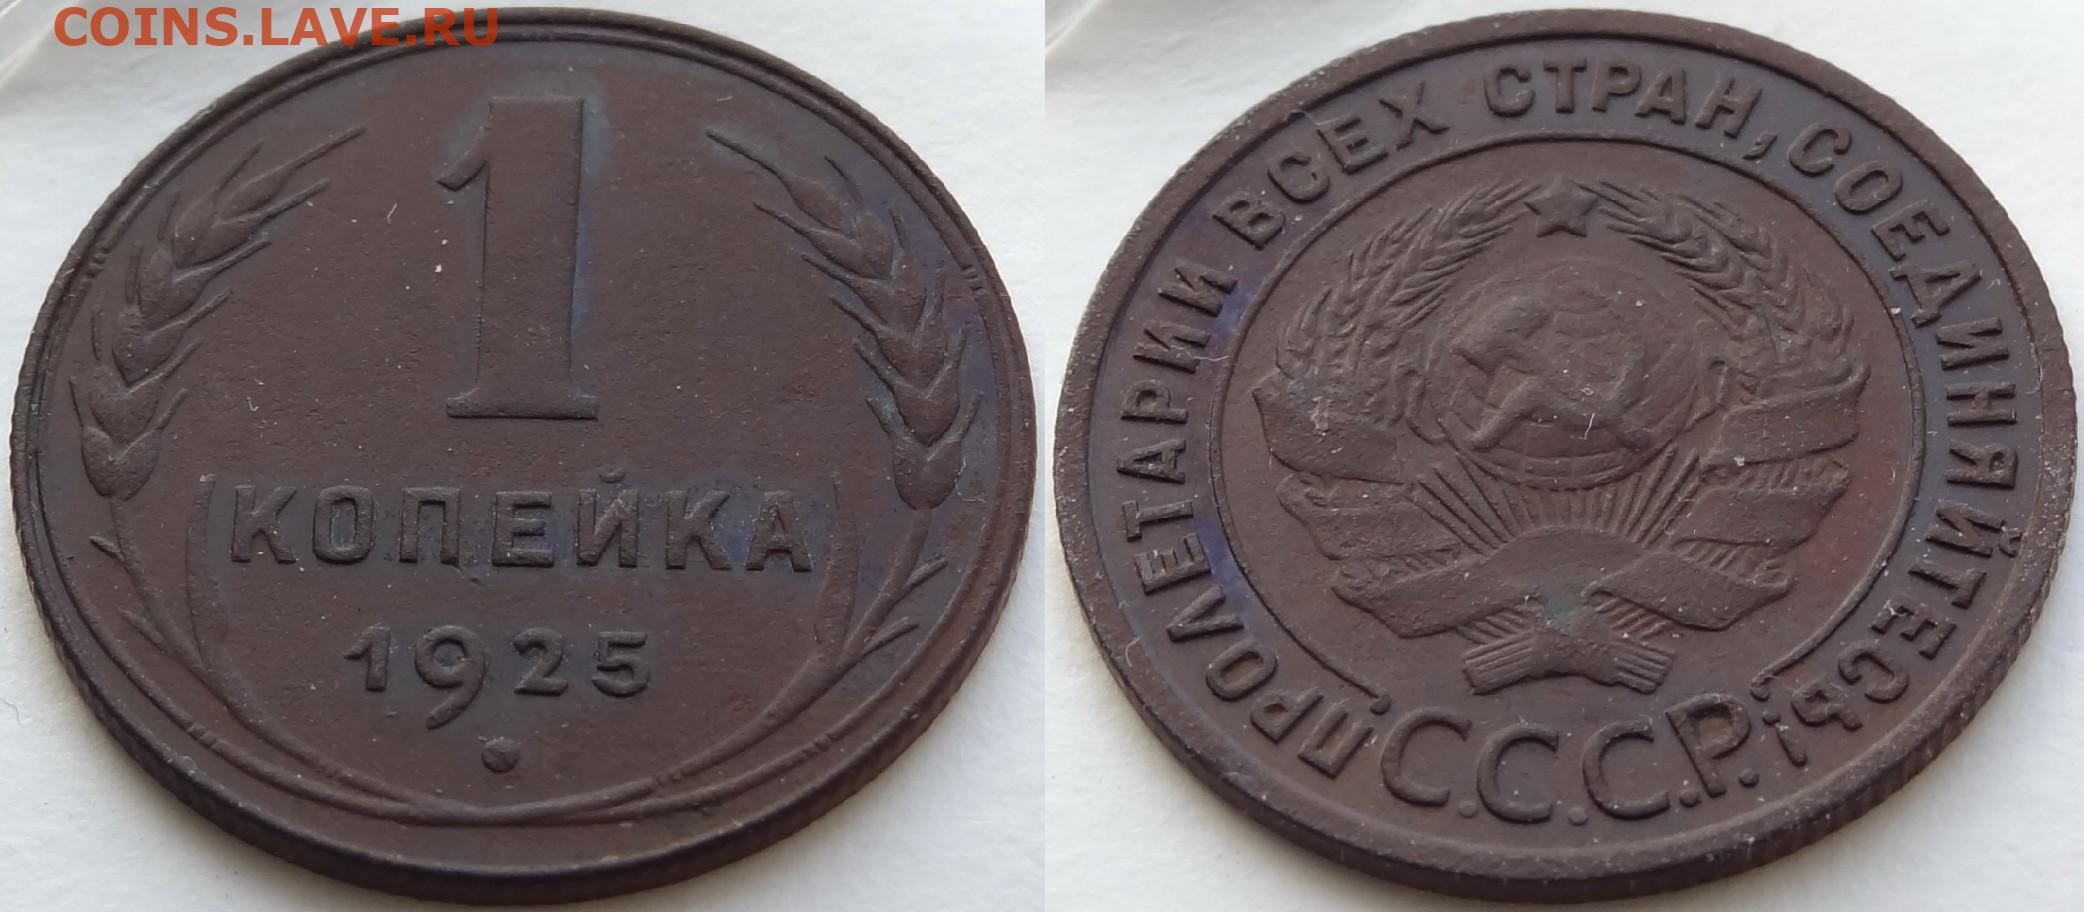 COINS.LAVE.RU
1
КОПЕЙКА
1925
ПРОЛЕТАРИИ ВСЕХ СТРАН, СОЕДИНЯЙТЕСЬ!
С.С.С.Р.